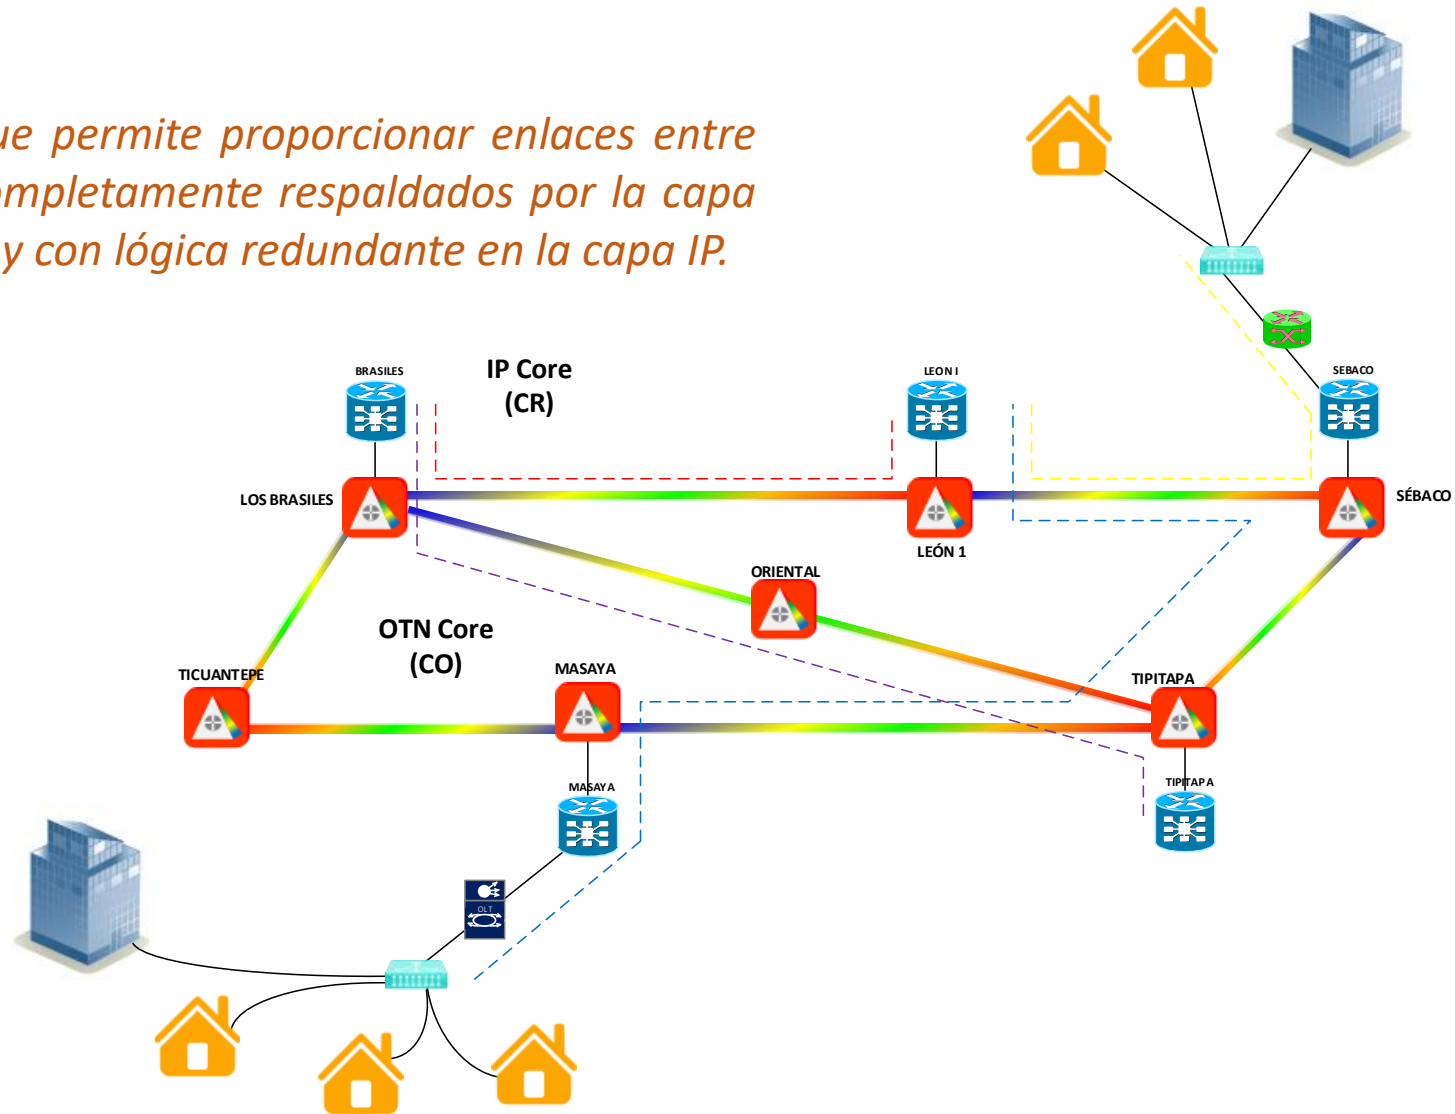 ue permite proporcionar enlaces entre
ompletamente respaldados por la capa
y con lógica redundante en la capa IP.
BRASILES
IP Core
(CR)
LEON I
SEBACO
LOS BRASILES
SÉBACO
LEÓN 1
ORIENTAL
OTN Core
(CO)
TICUANTEPE
MASAYA
TIPITAPA
MASAYA
TIPITAPA
OLT